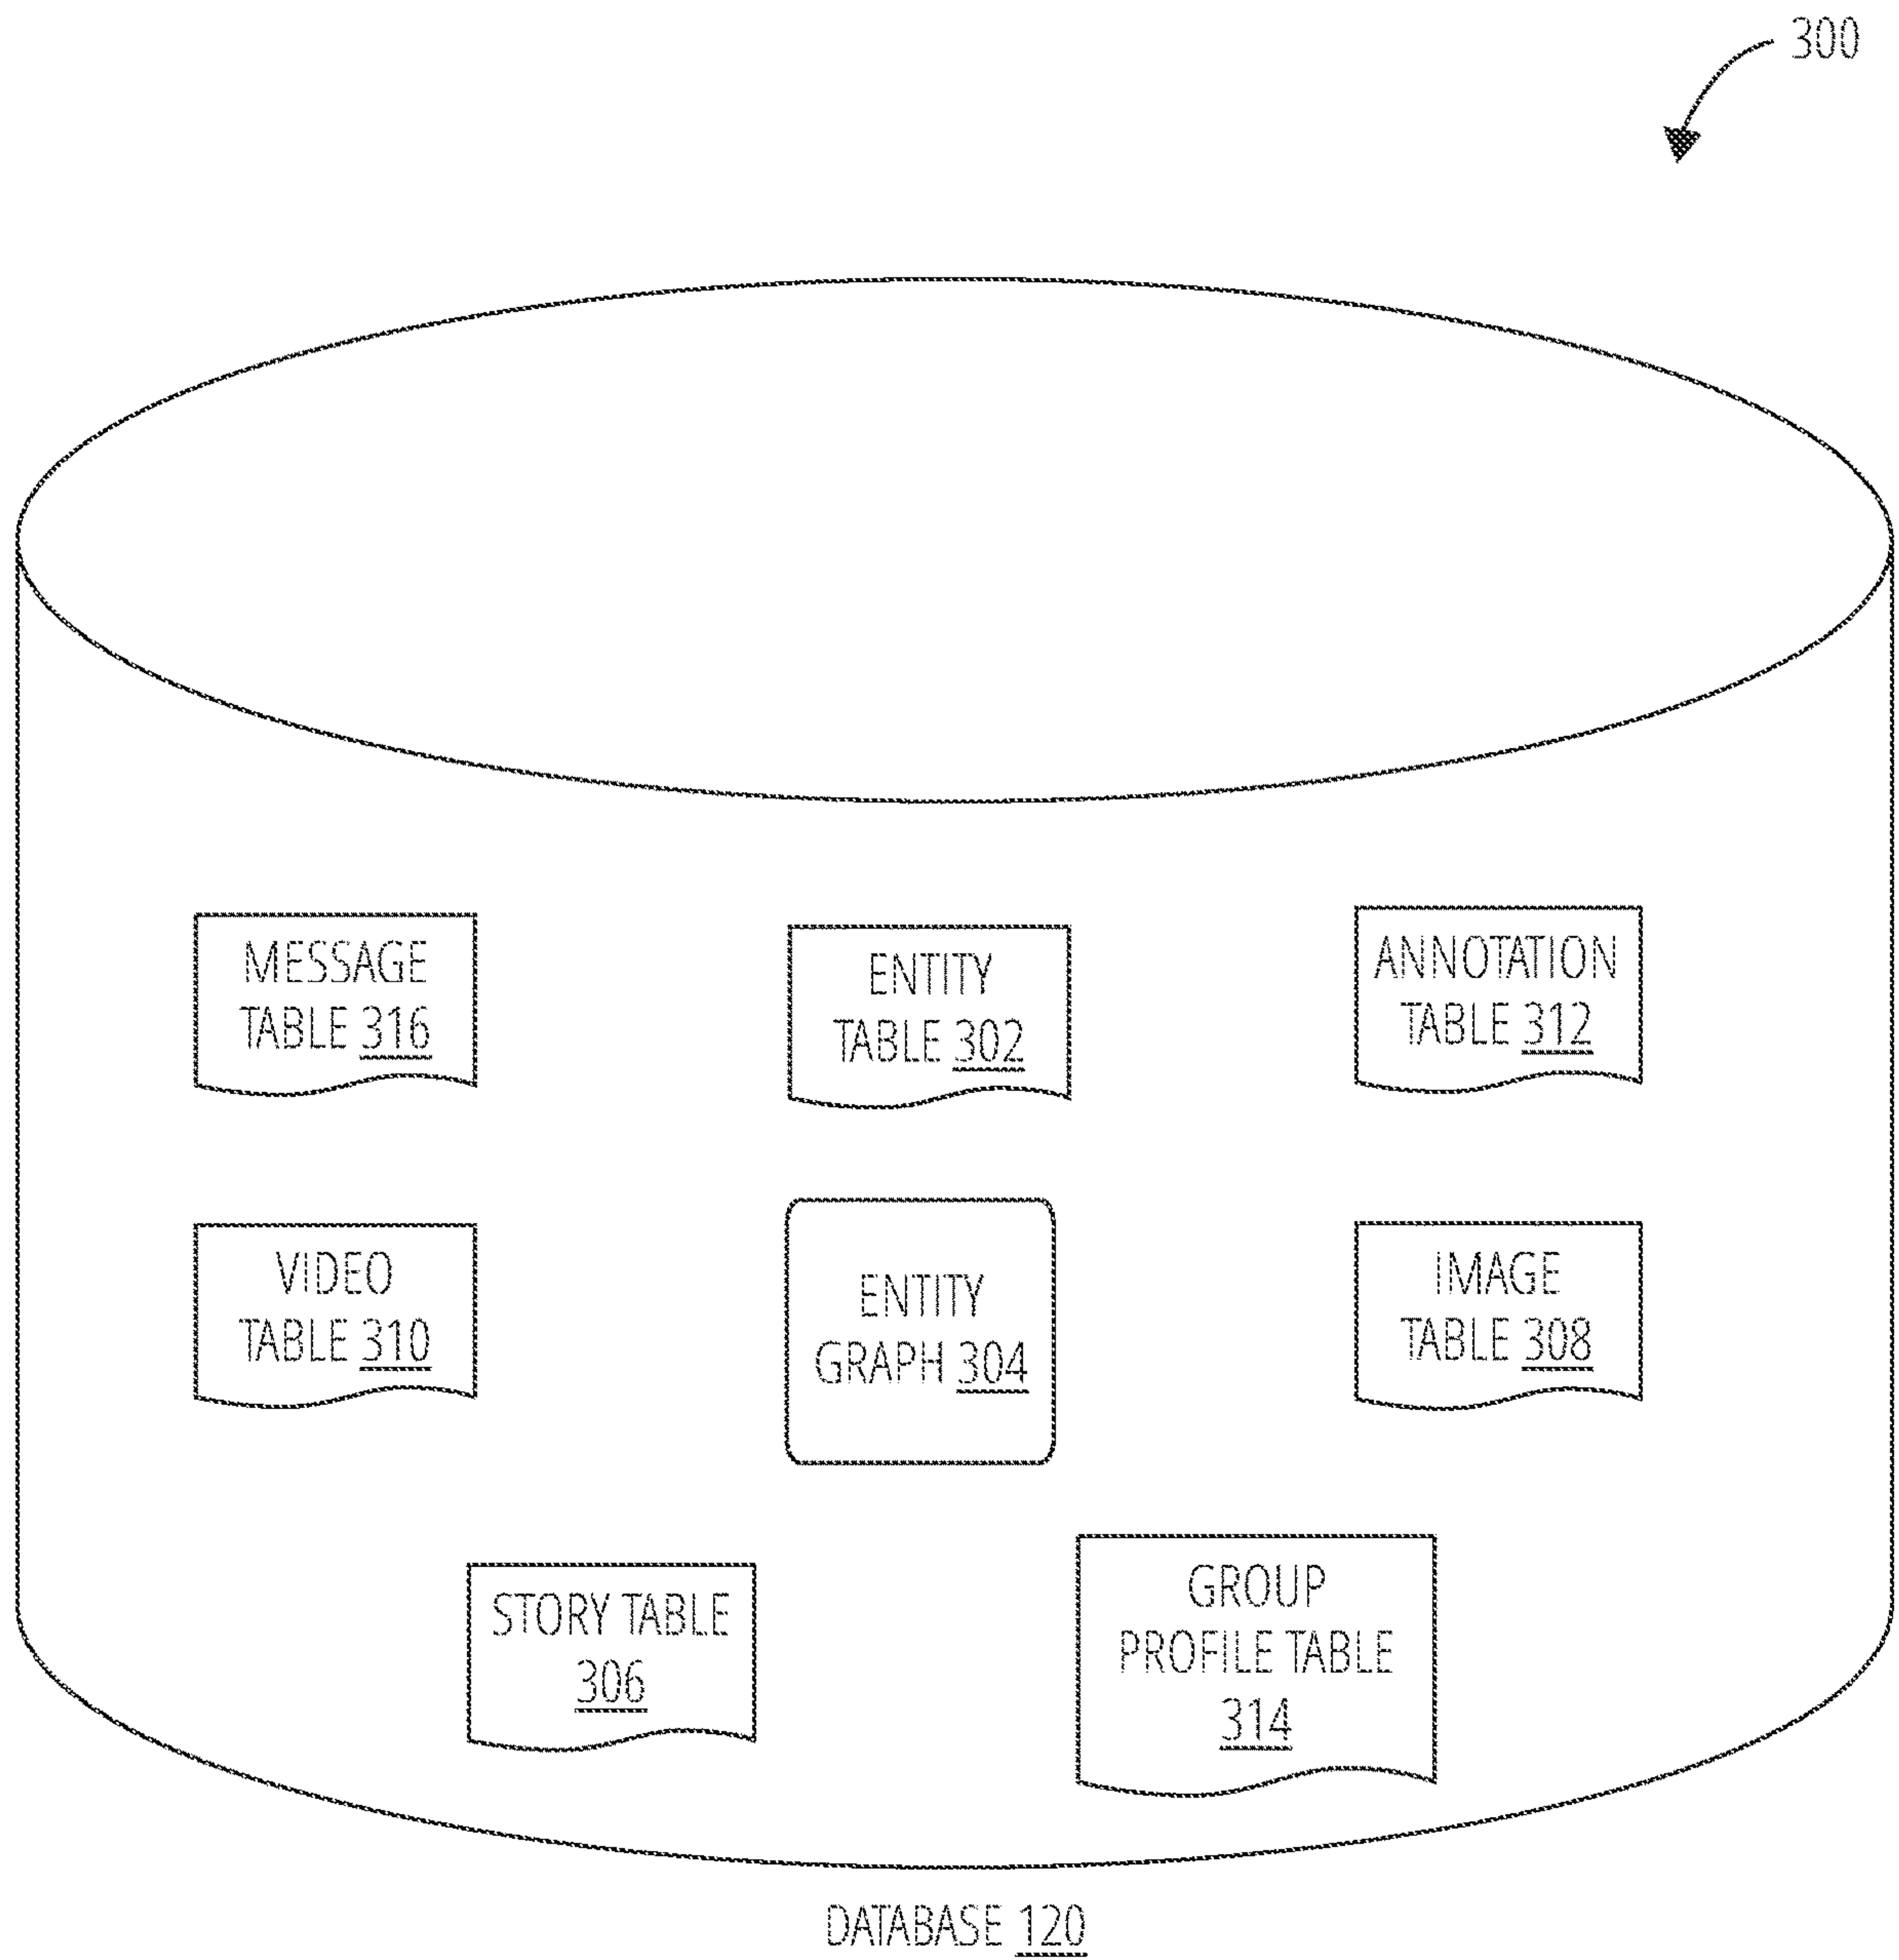 300
MESSAGE
TABLE 316
ENTITY
TABLE 302
ANNOTATION
TABLE 312
VIDEO
TABLE 310
ENTITY
GRAPH 304
IMAGE
TABLE 308
STORY TABLE
306
GROUP
PROFILE TABLE
314
DATABASE 120